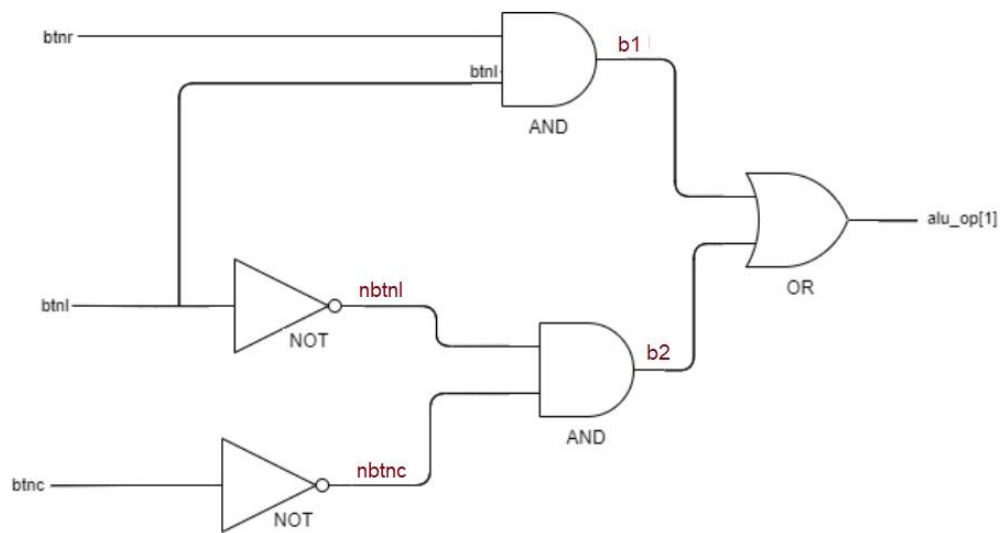 btnr
b1
btnl
AND
alu_op[1]
OR
nbtnl
btnl
NOT
b2
AND
nbtnc
btnc
NOT